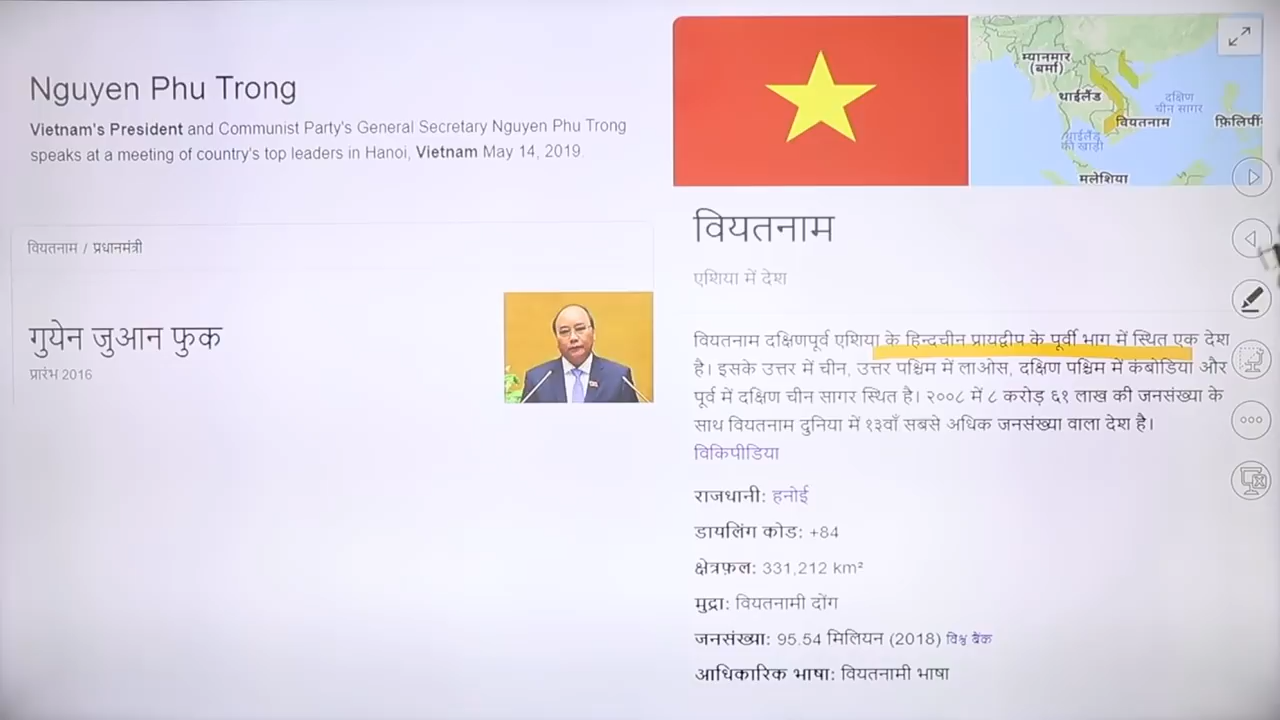 Nguyen Phu Trong
Vietnam's President and Communist Party's General Secretary Nguyen Phu Trong
speaks at a meeting of country's top leaders in Hanoi, Vietnam May 14, 2019
वियतनाम / प्रधानमंत्री
गुयेन जुआन फुक
प्रारंभ 2016
म्यानमार
(बर्मा)
थाईलैंड
दक्षिण
चीन सागर
वियतनाम
फ़िलिपीं
थाईलैंड
की खाड़ी
मलेशिया
वियतनाम
एशिया में देश
वियतनाम दक्षिणपूर्व एशिया के हिन्दचीन प्रायद्वीप के पूर्वी भाग में स्थित एक देश
है। इसके उत्तर में चीन, उत्तर पश्चिम में लाओस, दक्षिण पश्चिम में कंबोडिया और
पूर्व में दक्षिण चीन सागर स्थित है। २००८ में ८ करोड़ ६१ लाख की जनसंख्या के
साथ वियतनाम दुनिया में १३वाँ सबसे अधिक जनसंख्या वाला देश है।
विकिपीडिया
राजधानी: हनोई
डायलिंग कोड: +84
क्षेत्रफ़ल: 331,212 km²
मुद्रा: वियतनामी दोंग
जनसंख्या: 95.54 मिलियन (2018) विश्व बैंक
आधिकारिक भाषा: वियतनामी भाषा